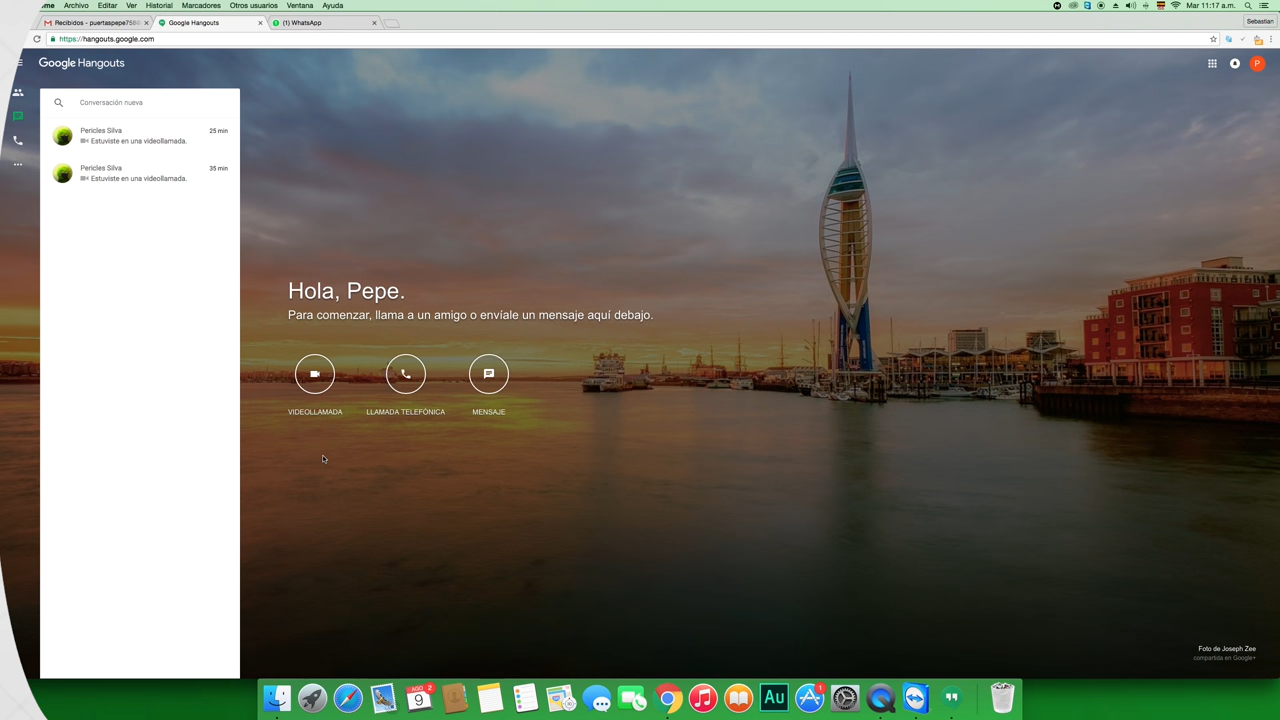 Archivo Editar Ver Historial Marcadores Otros usuarios Ventana Ayuda
Mar 11:17 a.m.
Recibidos - puertaspepe758
Google Hangouts
(1) WhatsApp
Sebastian
https://hangouts.google.com
Google Hangouts
P
Conversación nueva
Pericles Silva 25 min
Estuviste en una videollamada.
Pericles Silva 35 min
Estuviste en una videollamada.
Hola, Pepe.
Para comenzar, llama a un amigo o envíale un mensaje aquí debajo.
VIDEOLLAMADA LLAMADA TELEFÓNICA MENSAJE
Foto de Joseph Zee
compartida en Google+
AGO 2
9
Au
1